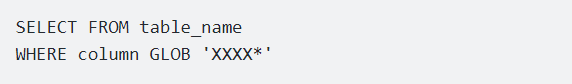 SELECT FROM table_name
WHERE column GLOB 'XXXX*'